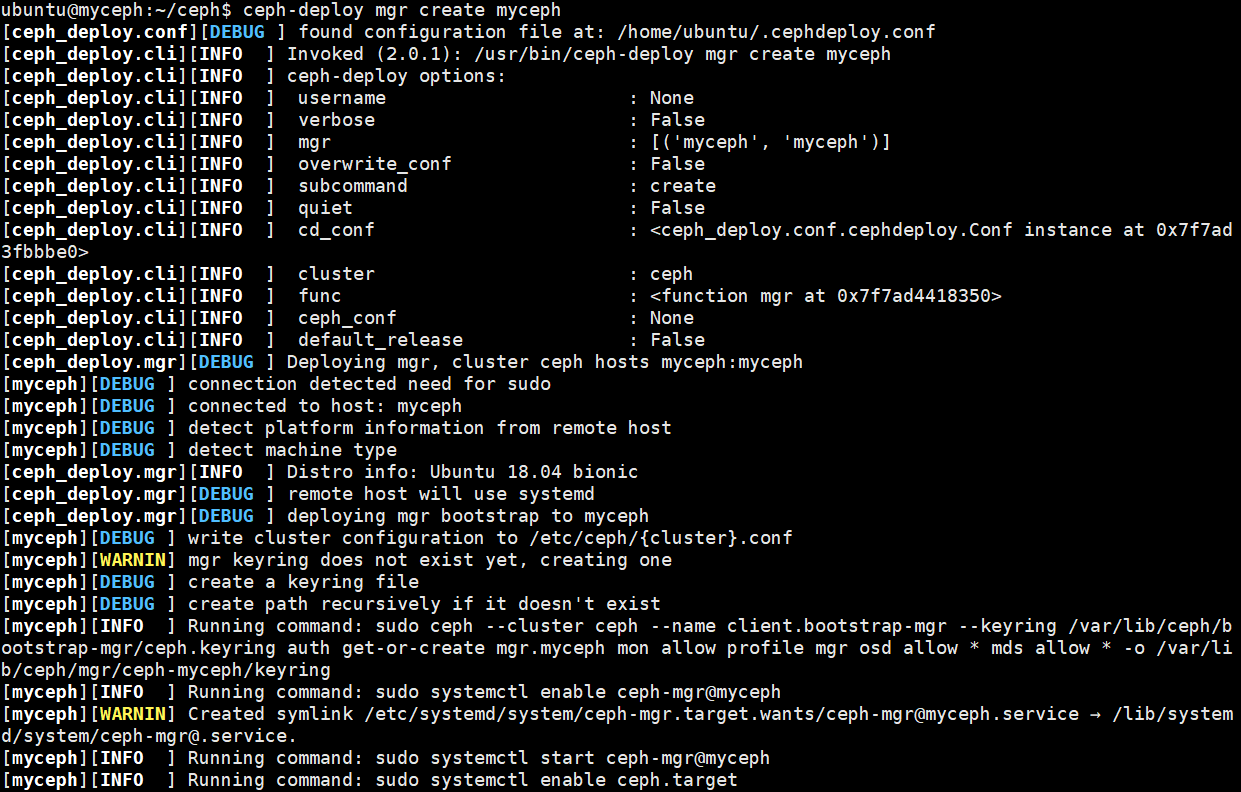 ubuntu@myceph:~/ceph$ ceph-deploy mgr create myceph
[ceph_deploy.conf][DEBUG ] found configuration file at: /home/ubuntu/.cephdeploy.conf
[ceph_deploy.cli][INFO  ] Invoked (2.0.1): /usr/bin/ceph-deploy mgr create myceph
[ceph_deploy.cli][INFO  ] ceph-deploy options:
[ceph_deploy.cli][INFO  ]  username                      : None
[ceph_deploy.cli][INFO  ]  verbose                       : False
[ceph_deploy.cli][INFO  ]  mgr                           : [('myceph', 'myceph')]
[ceph_deploy.cli][INFO  ]  overwrite_conf                : False
[ceph_deploy.cli][INFO  ]  subcommand                    : create
[ceph_deploy.cli][INFO  ]  quiet                         : False
[ceph_deploy.cli][INFO  ]  cd_conf                       : <ceph_deploy.conf.cephdeploy.Conf instance at 0x7f7ad
3fbbbe0>
[ceph_deploy.cli][INFO  ]  cluster                       : ceph
[ceph_deploy.cli][INFO  ]  func                          : <function mgr at 0x7f7ad4418350>
[ceph_deploy.cli][INFO  ]  ceph_conf                     : None
[ceph_deploy.cli][INFO  ]  default_release               : False
[ceph_deploy.mgr][DEBUG ] Deploying mgr, cluster ceph hosts myceph:myceph
[myceph][DEBUG ] connection detected need for sudo
[myceph][DEBUG ] connected to host: myceph
[myceph][DEBUG ] detect platform information from remote host
[myceph][DEBUG ] detect machine type
[ceph_deploy.mgr][INFO  ] Distro info: Ubuntu 18.04 bionic
[ceph_deploy.mgr][DEBUG ] remote host will use systemd
[ceph_deploy.mgr][DEBUG ] deploying mgr bootstrap to myceph
[myceph][DEBUG ] write cluster configuration to /etc/ceph/{cluster}.conf
[myceph][WARNIN] mgr keyring does not exist yet, creating one
[myceph][DEBUG ] create a keyring file
[myceph][DEBUG ] create path recursively if it doesn't exist
[myceph][INFO  ] Running command: sudo ceph --cluster ceph --name client.bootstrap-mgr --keyring /var/lib/ceph/b
ootstrap-mgr/ceph.keyring auth get-or-create mgr.myceph mon allow profile mgr osd allow * mds allow * -o /var/li
b/ceph/mgr/ceph-myceph/keyring
[myceph][INFO  ] Running command: sudo systemctl enable ceph-mgr@myceph
[myceph][WARNIN] Created symlink /etc/systemd/system/ceph-mgr.target.wants/ceph-mgr@myceph.service → /lib/system
d/system/ceph-mgr@.service.
[myceph][INFO  ] Running command: sudo systemctl start ceph-mgr@myceph
[myceph][INFO  ] Running command: sudo systemctl enable ceph.target